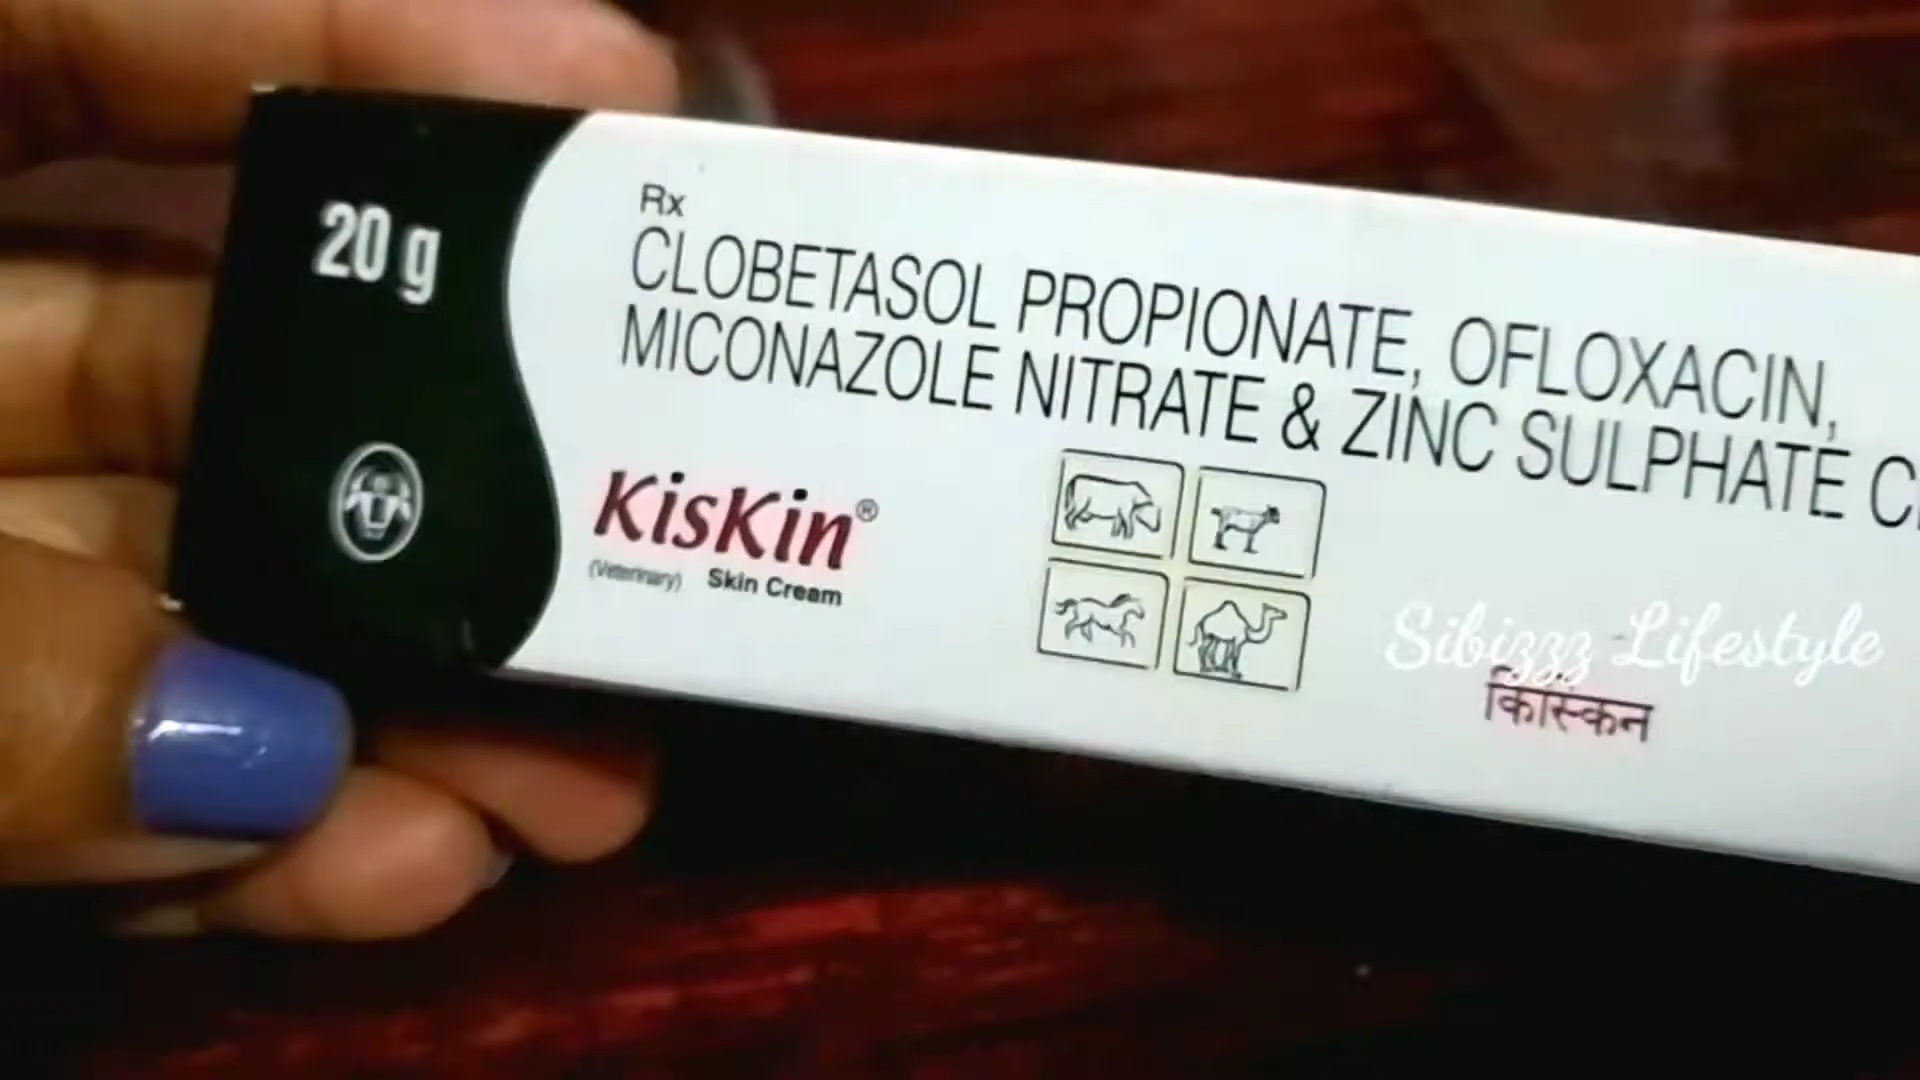 20 g
Rx
CLOBETASOL PROPIONATE, OFLOXACIN,
MICONAZOLE NITRATE & ZINC SULPHATE
KisKin®
(Veterinary) Skin Cream
Sibizzz Lifestyle
किस्किन